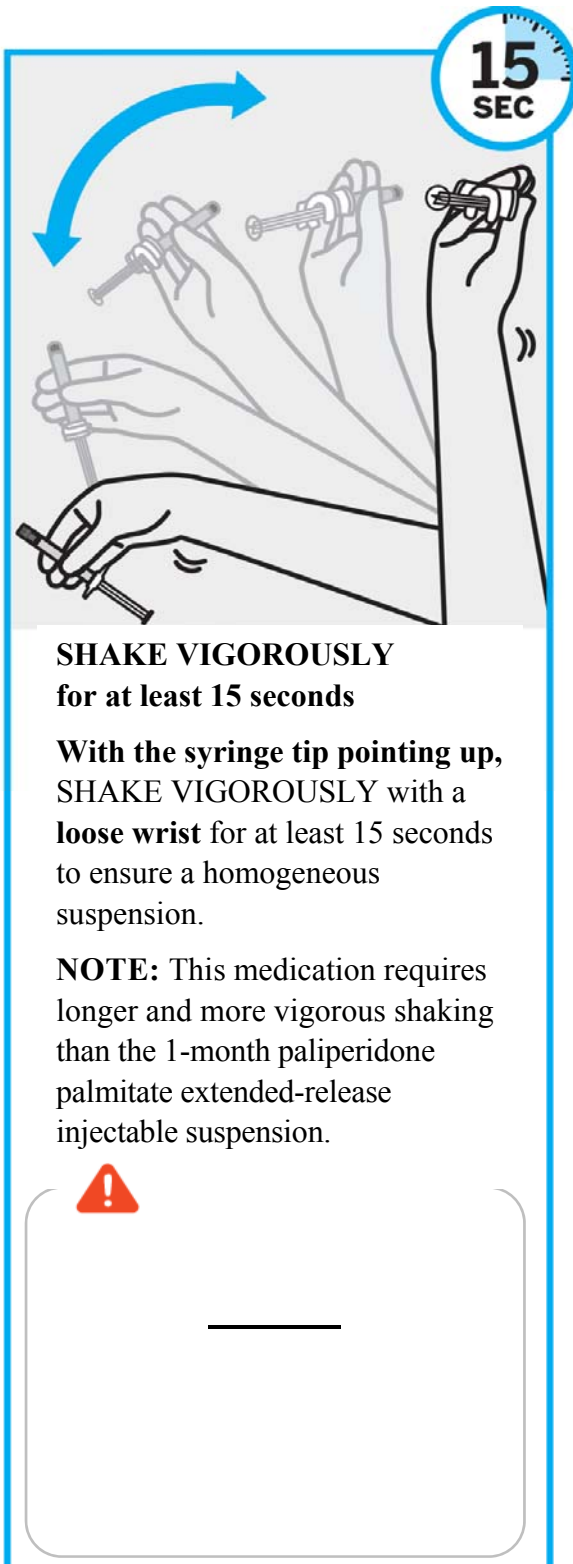 15
SEC
SHAKE VIGOROUSLY
for at least 15 seconds
With the syringe tip pointing up,
SHAKE VIGOROUSLY with a
loose wrist for at least 15 seconds
to ensure a homogeneous
suspension.
NOTE: This medication requires
longer and more vigorous shaking
than the 1-month paliperidone
palmitate extended-release
injectable suspension.
!